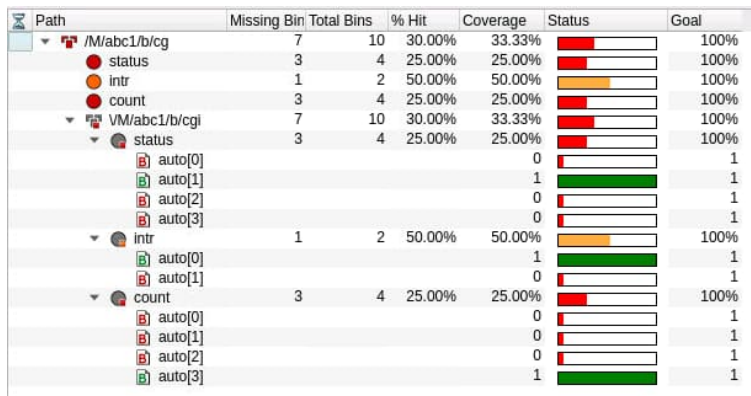 Path Missing Bin Total Bins % Hit Coverage Status Goal
/M/abc1/b/cg 7 10 30.00% 33.33% 100%
status 3 4 25.00% 25.00% 100%
intr 1 2 50.00% 50.00% 100%
count 3 4 25.00% 25.00% 100%
\/M/abc1/b/cgi 7 10 30.00% 33.33% 100%
status 3 4 25.00% 25.00% 100%
B auto[0] 0 1
B auto[1] 1 1
B auto[2] 0 1
B auto[3] 0 1
intr 1 2 50.00% 50.00% 100%
B auto[0] 1 1
B auto[1] 0 1
count 3 4 25.00% 25.00% 100%
B auto[0] 0 1
B auto[1] 0 1
B auto[2] 0 1
B auto[3] 1 1